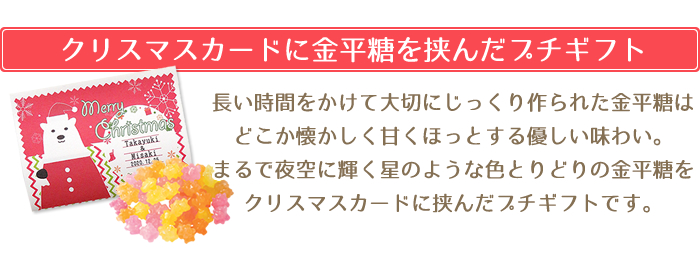 クリスマスカードに金平糖を挟んだプチギフト
長い時間をかけて大切にじっくり作られた金平糖は
どこか懐かしく甘くほっとする優しい味わい。
まるで夜空に輝く星のような色とりどりの金平糖を
クリスマスカードに挟んだプチギフトです。
Merry
Christmas
Takayuki
&
Misaki